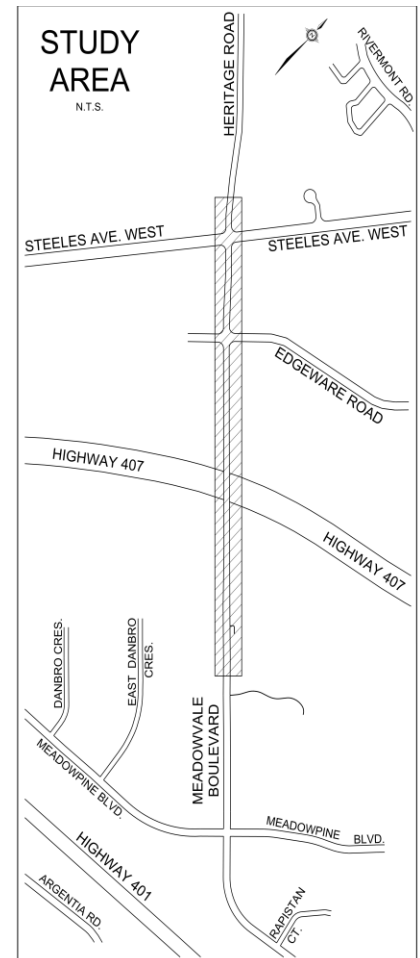 STUDY
AREA
N.T.S.
HERITAGE ROAD
RIVERMONT RD.
STEELES AVE. WEST
STEELES AVE. WEST
EDGEWARE ROAD
HIGHWAY 407
HIGHWAY 407
DANBRO CRES.
EAST DANBRO
CRES.
MEADOWVALE
BOULEVARD
MEADOWPINE BLVD.
MEADOWPINE BLVD.
HIGHWAY 401
ARGENTIA RD.
RAPISTAN
CT.